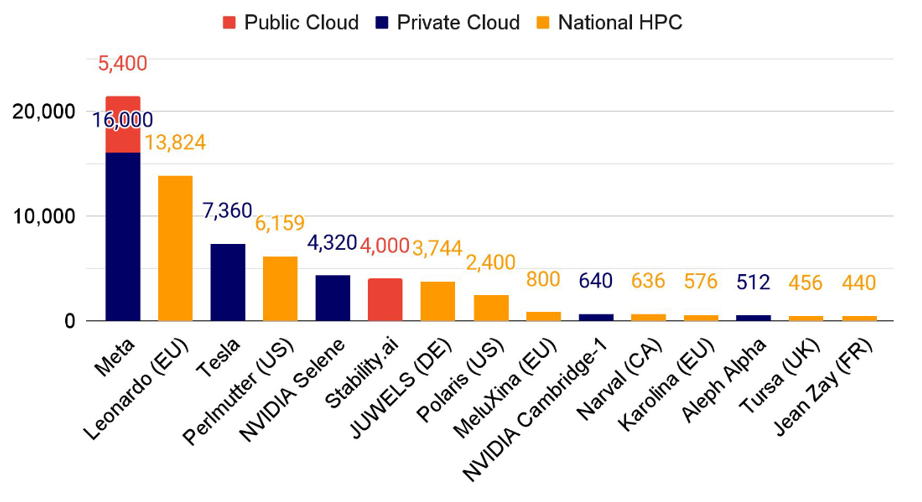 Public Cloud Private Cloud National HPC
5,400
20,000
16,000
13,824
10,000
7,360
6,159
4,320
4,000
3,744
2,400
800
640
636
576
512
456
440
0
Meta
Leonardo (EU)
Tesla
Perlmutter (US)
NVIDIA Selene
Stability.ai
JUWELS (DE)
Polaris (US)
MeluXina (EU)
NVIDIA Cambridge-1
Narval (CA)
Karolina (EU)
Aleph Alpha
Tursa (UK)
Jean Zay (FR)